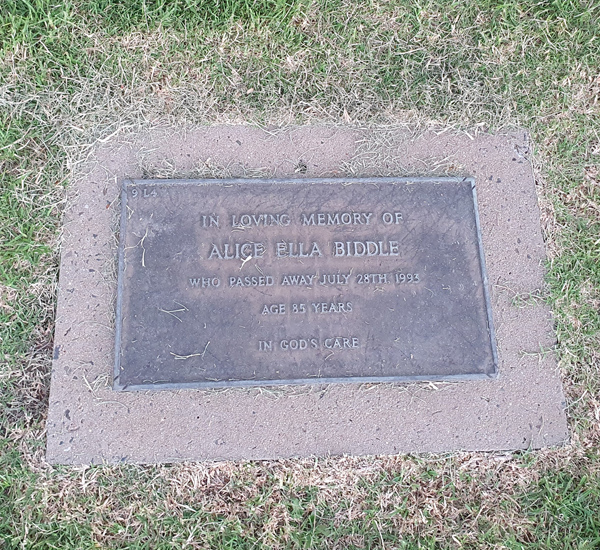 914
IN LOVING MEMORY OF
ALICE ELLA BIDDLE
WHO PASSED AWAY JULY 28TH. 1993
AGE 85 YEARS
IN GOD'S CARE